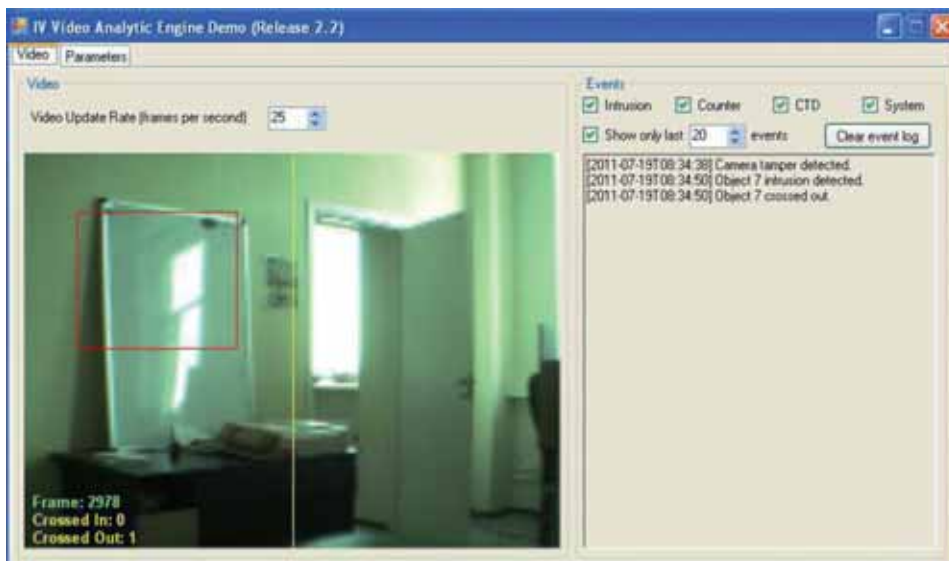 IV Video Analytic Engine Demo (Release 2.2)
Video Parameters
Video
Video Update Rate (frames per second) 25
Frame: 2978
Crossed In: 0
Crossed Out: 1
Events
Intrusion Counter CTD System
Show only last 20 events Clear event log
[2011-07-19T08:34:38] Camera tamper detected.
[2011-07-19T08:34:50] Object 7 intrusion detected.
[2011-07-19T08:34:50] Object 7 crossed out.